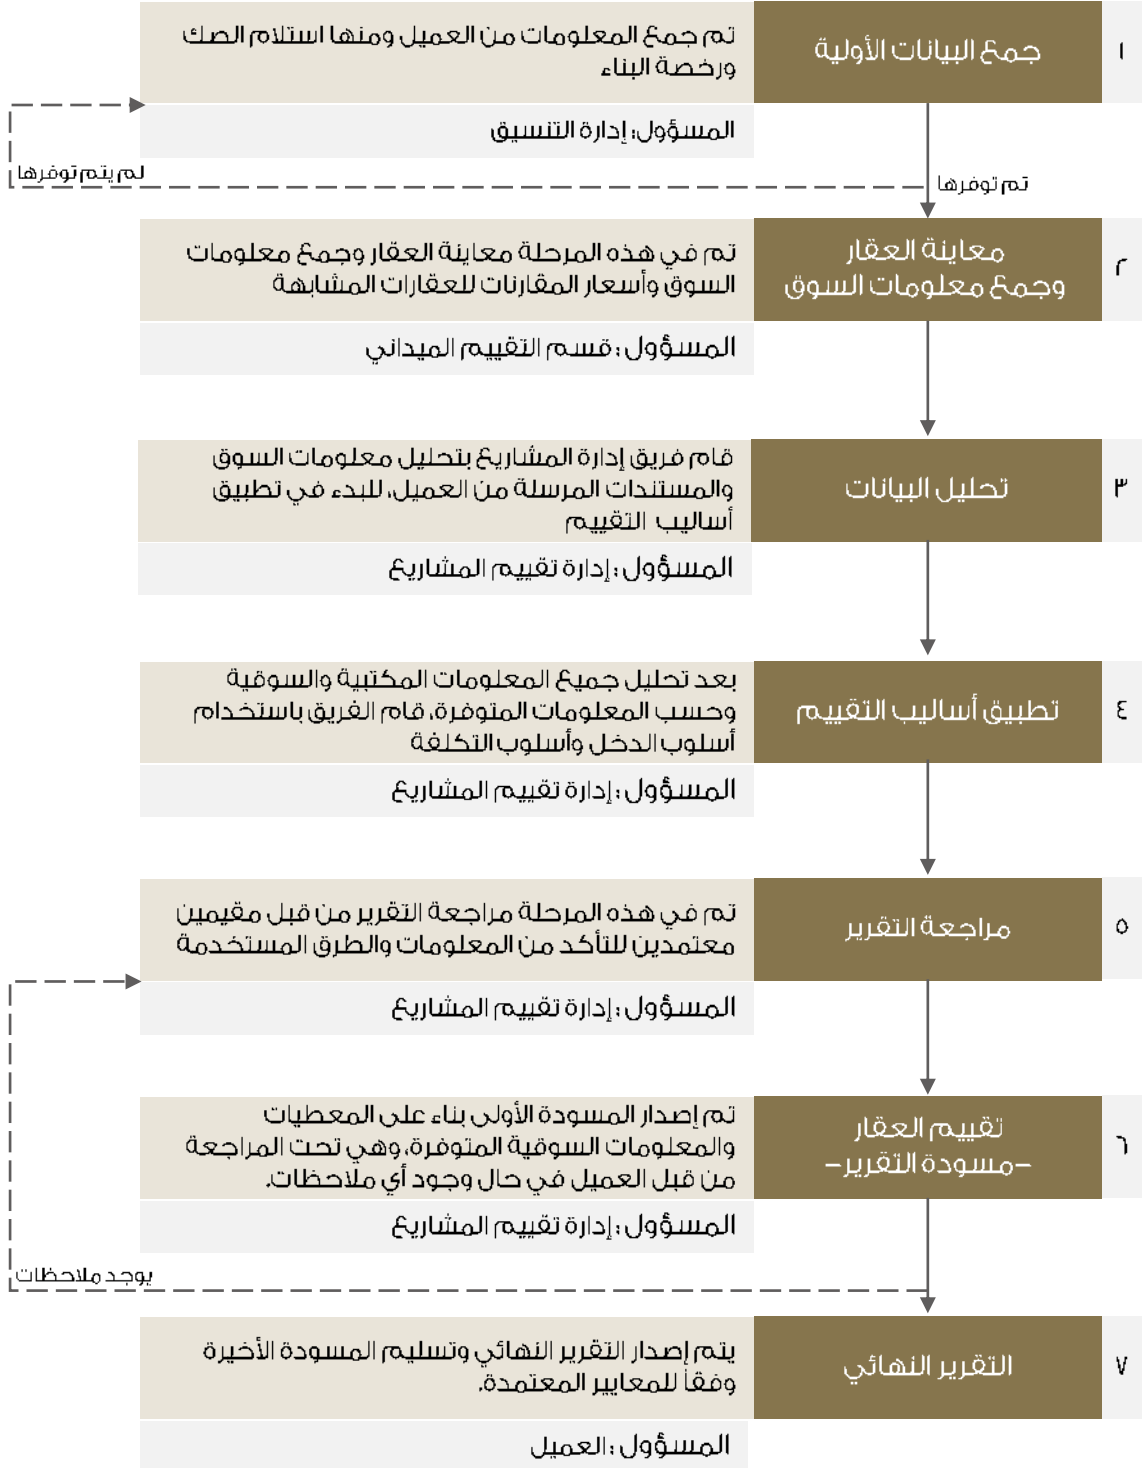 ١
جمع البيانات الأولية
تم جمع المعلومات من العميل ومنها استلام الصك
ورخصة البناء
المسؤول: إدارة التنسيق
لم يتم توفرها
تم توفرها
٢
معاينة العقار
وجمع معلومات السوق
تم في هذه المرحلة معاينة العقار وجمع معلومات
السوق وأسعار المقارنات للعقارات المشابهة
المسؤول: قسم التقييم الميداني
٣
تحليل البيانات
قام فريق إدارة المشاريع بتحليل معلومات السوق
والمستندات المرسلة من العميل، للبدء في تطبيق
أساليب التقييم
المسؤول: إدارة تقييم المشاريع
٤
تطبيق أساليب التقييم
بعد تحليل جميع المعلومات المكتبية والسوقية
وحسب المعلومات المتوفرة، قام الفريق باستخدام
أسلوب الدخل وأسلوب التكلفة
المسؤول: إدارة تقييم المشاريع
٥
مراجعة التقرير
تم في هذه المرحلة مراجعة التقرير من قبل مقيمين
معتمدين للتأكد من المعلومات والطرق المستخدمة
المسؤول: إدارة تقييم المشاريع
٦
تقييم العقار
-مسودة التقرير-
تم إصدار المسودة الأولى بناء على المعطيات
والمعلومات السوقية المتوفرة، وهي تحت المراجعة
من قبل العميل في حال وجود أي ملاحظات.
المسؤول: إدارة تقييم المشاريع
يوجد ملاحظات
٧
التقرير النهائي
يتم إصدار التقرير النهائي وتسليم المسودة الأخيرة
وفقاً للمعايير المعتمدة.
المسؤول: العميل